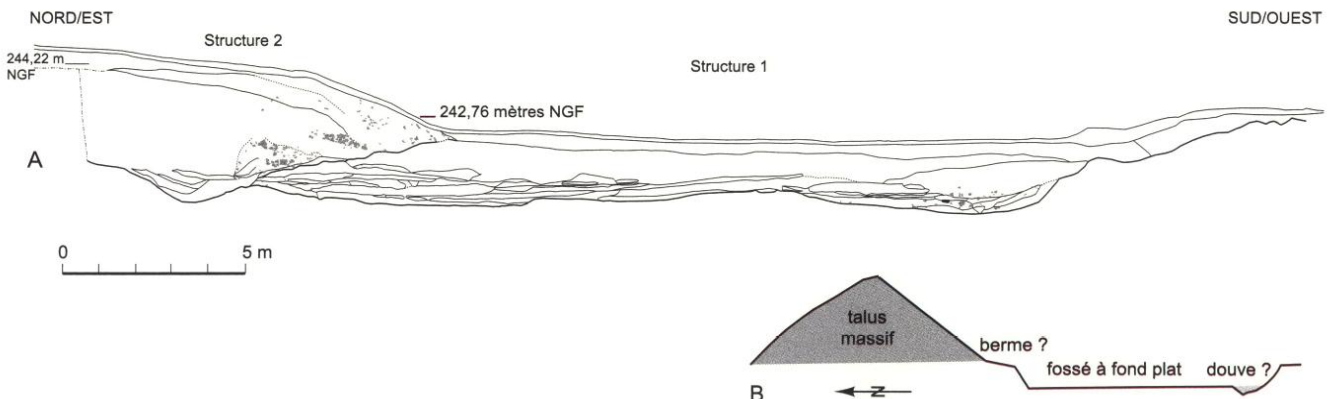 NORD/EST
SUD/OUEST
Structure 2
244,22 m
NGF
Structure 1
242,76 mètres NGF
A
0
5 m
talus
massif
berme ?
fossé à fond plat
douve ?
B
N